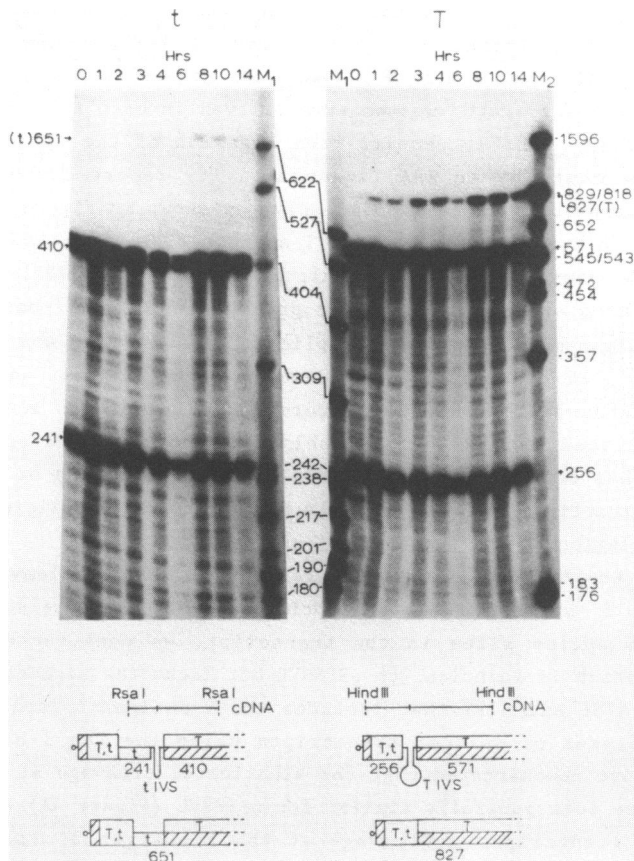 t
T
Hrs
Hrs
0 1 2 3 4 6 8 10 14 M1
M1 0 1 2 3 4 6 8 10 14 M2
(t)651
410
241
622
527
404
309
242
238
217
201
190
180
1596
829/818
827(T)
652
571
545/543
472
454
357
256
183
176
Rsa I
Rsa I
cDNA
T,t
t
T
241
410
t IVS
T,t
t
T
651
Hind III
Hind III
cDNA
T,t
T
256
571
T IVS
T,t
T
827